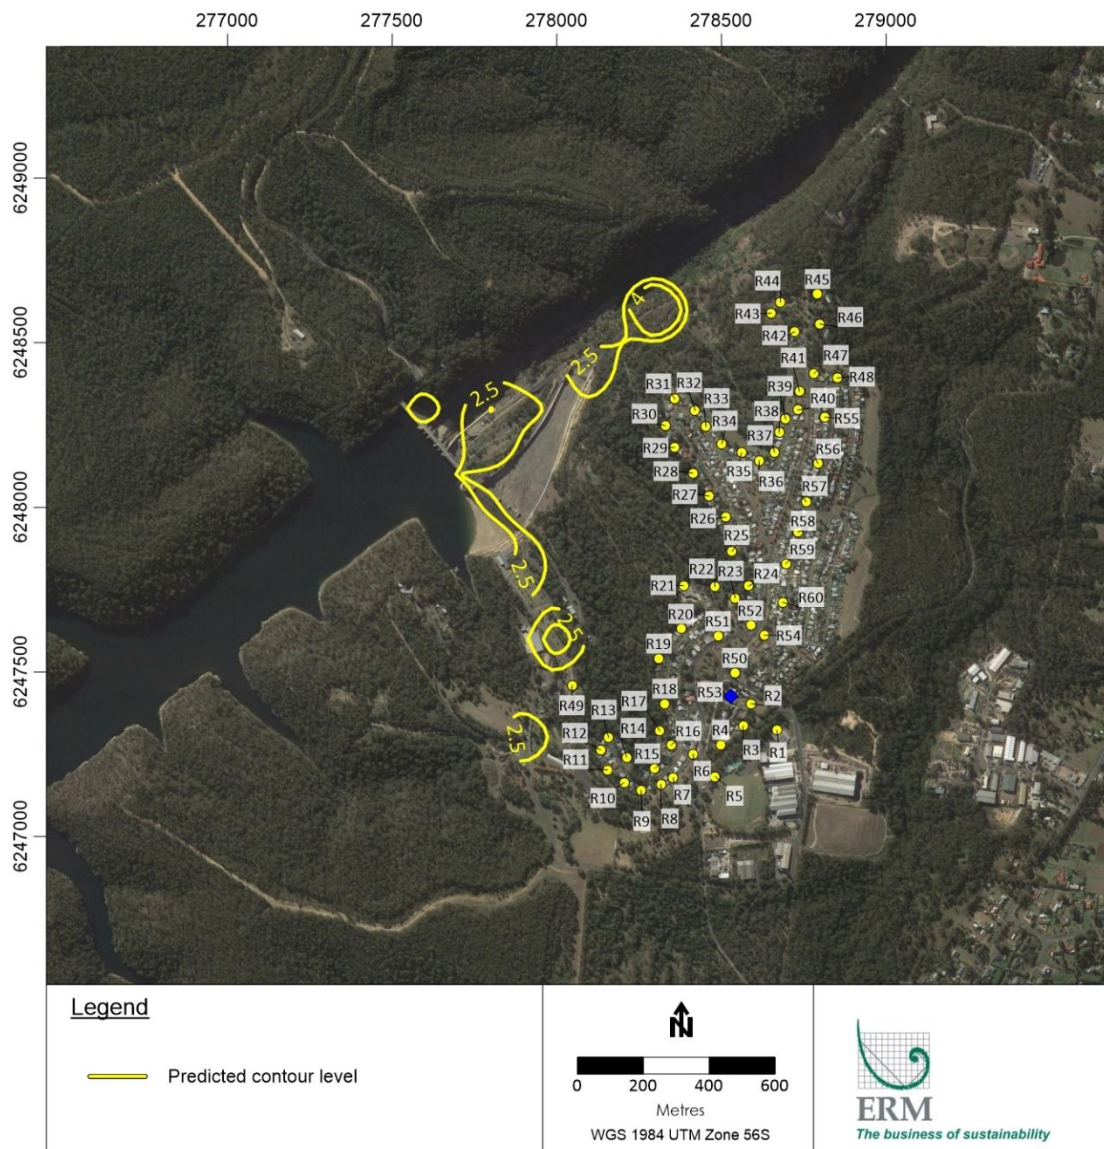 277000 277500 278000 278500 279000
6249000
6248500
6248000
6247500
6247000
4
2.5
2.5
2.5
2.5
2.5
R44 R45
R43 R46
R42
R41 R47
R48
R39
R40
R31 R32
R33
R30 R34
R38
R55
R37
R29
R35
R36
R56
R28
R57
R27
R26
R58
R25
R59
R22 R23
R24
R21
R60
R20 R51 R52
R54
R19
R50
R18 R53 R2
R49
R17
R13
R12 R14 R16 R4
R3 R1
R11 R15
R6
R10 R7 R5
R9 R8
Legend
Predicted contour level
N
0 200 400 600
Metres
WGS 1984 UTM Zone 56S
ERM
The business of sustainability